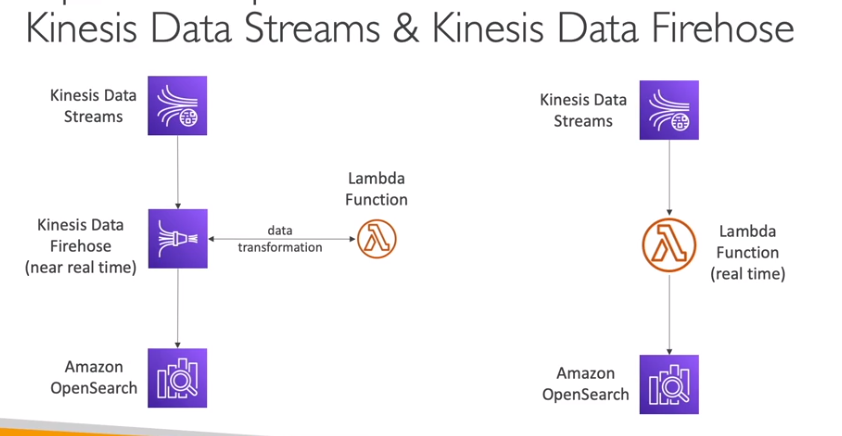 Kinesis Data Streams & Kinesis Data Firehose
Kinesis Data
Streams
Kinesis Data
Firehose
(near real time)
data
transformation
Lambda
Function
Amazon
OpenSearch
Kinesis Data
Streams
Lambda
Function
(real time)
Amazon
OpenSearch